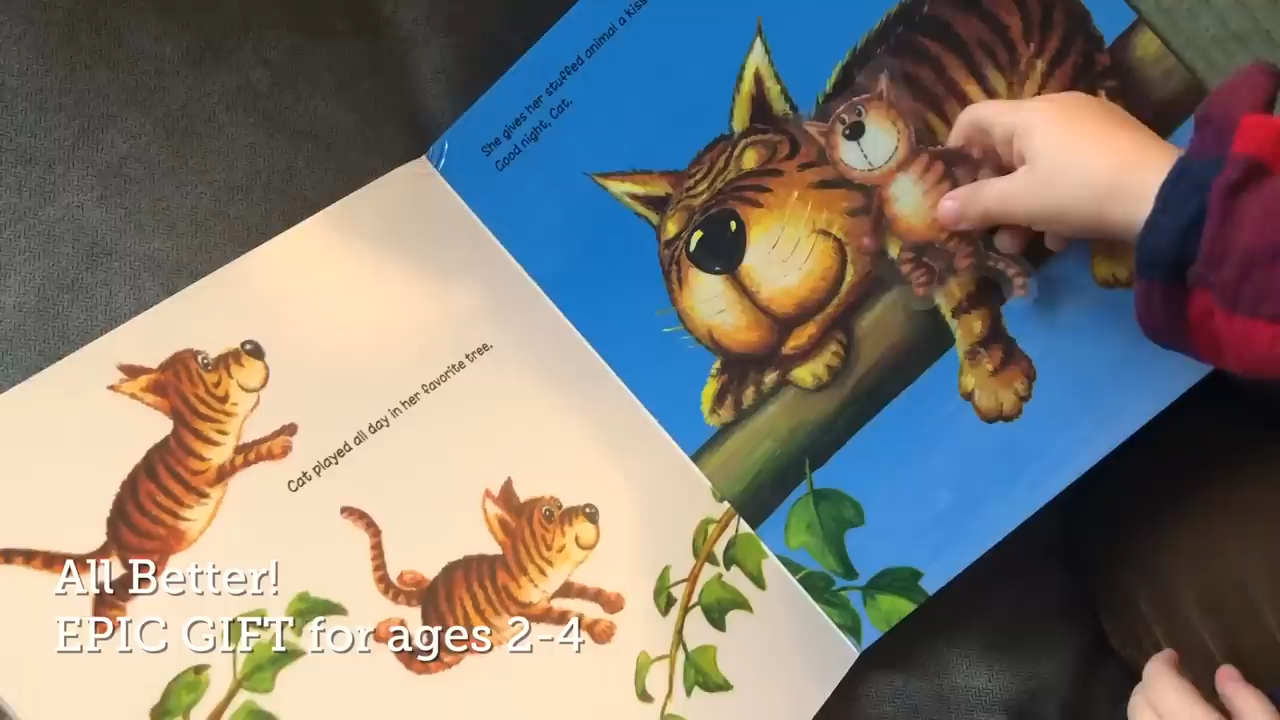 She gives her stuffed animal a kiss
Good night, Cat.
Cat played all day in her favorite tree.
All Better!
EPIC GIFT for ages 2-4